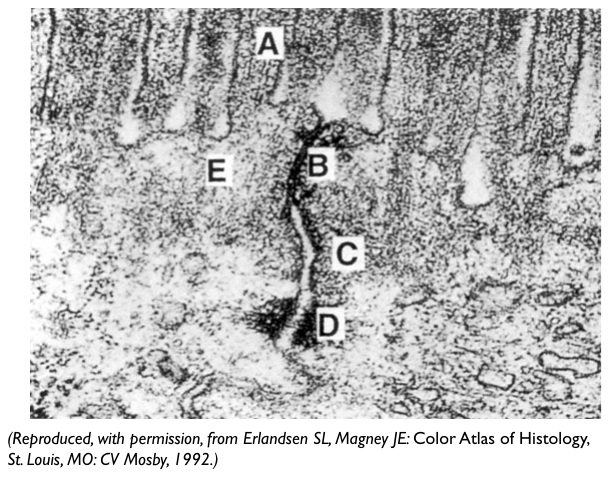 A
B
E
C
D
(Reproduced, with permission, from Erlandsen SL, Magney JE: Color Atlas of Histology,
St. Louis, MO: CV Mosby, 1992.)